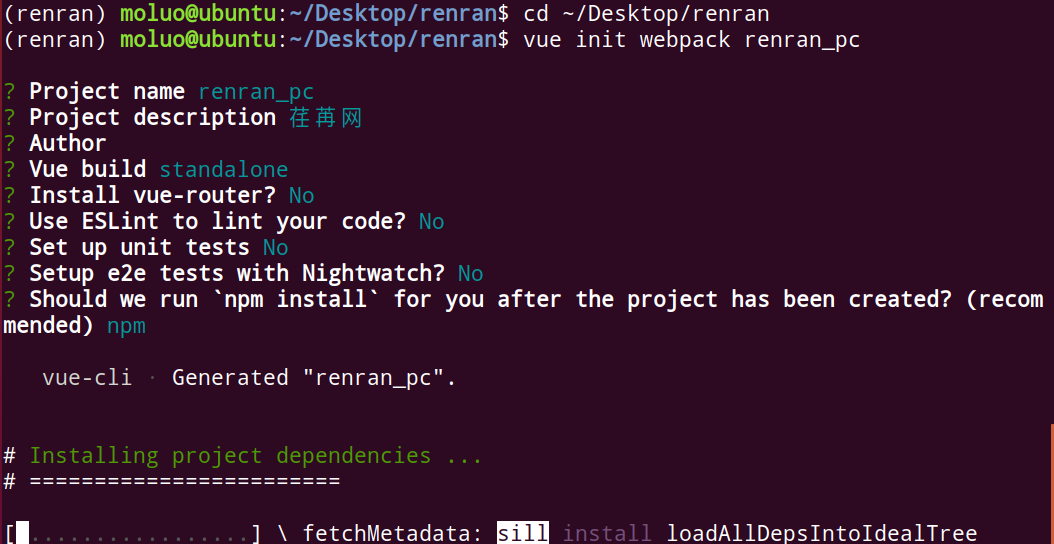 (renran) moluo@ubuntu:~/Desktop/renran$ cd ~/Desktop/renran
(renran) moluo@ubuntu:~/Desktop/renran$ vue init webpack renran_pc
? Project name renran_pc
? Project description 荏苒网
? Author
? Vue build standalone
? Install vue-router? No
? Use ESLint to lint your code? No
? Set up unit tests No
? Setup e2e tests with Nightwatch? No
? Should we run `npm install` for you after the project has been created? (recom
mended) npm
vue-cli · Generated "renran_pc".
# Installing project dependencies ...
# ========================
[ .................] \ fetchMetadata: sill install loadAllDepsIntoIdealTree